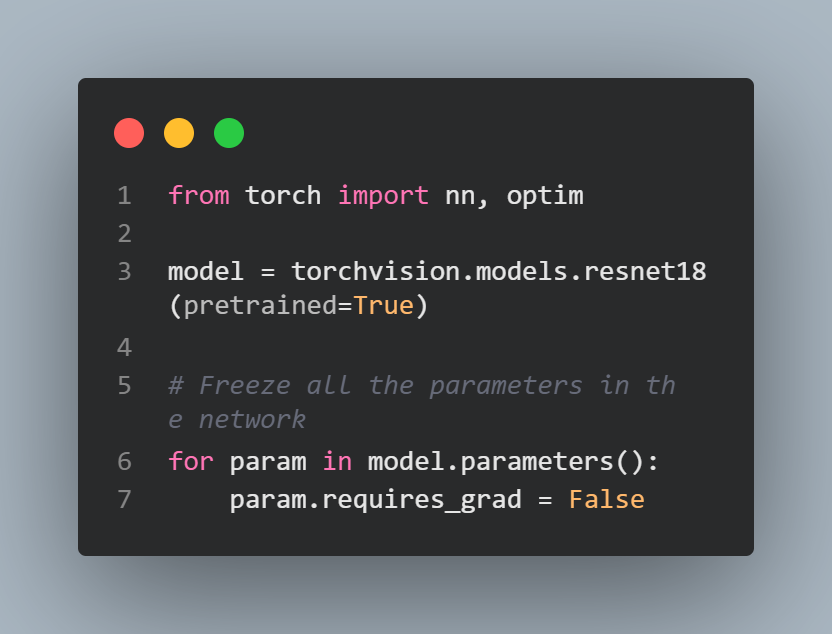 1 from torch import nn, optim
2
3 model = torchvision.models.resnet18
(pretrained=True)
4
5 # Freeze all the parameters in th
e network
6 for param in model.parameters():
7     param.requires_grad = False